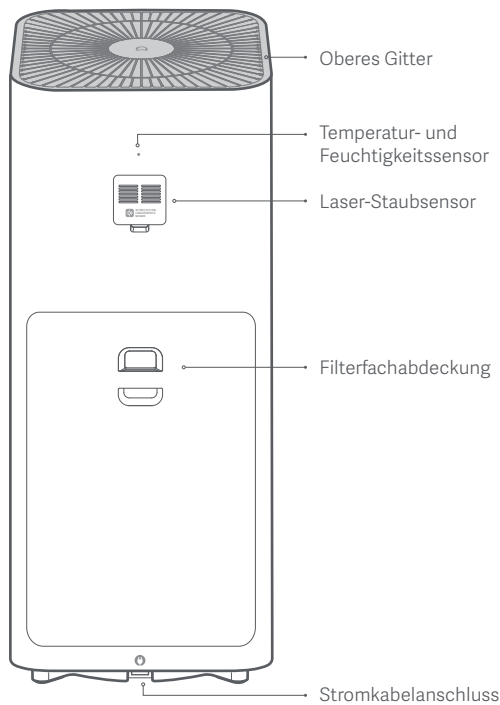 Oberes Gitter
Temperatur- und
Feuchtigkeitssensor
Laser-Staubsensor
Filterfachabdeckung
Stromkabelanschluss